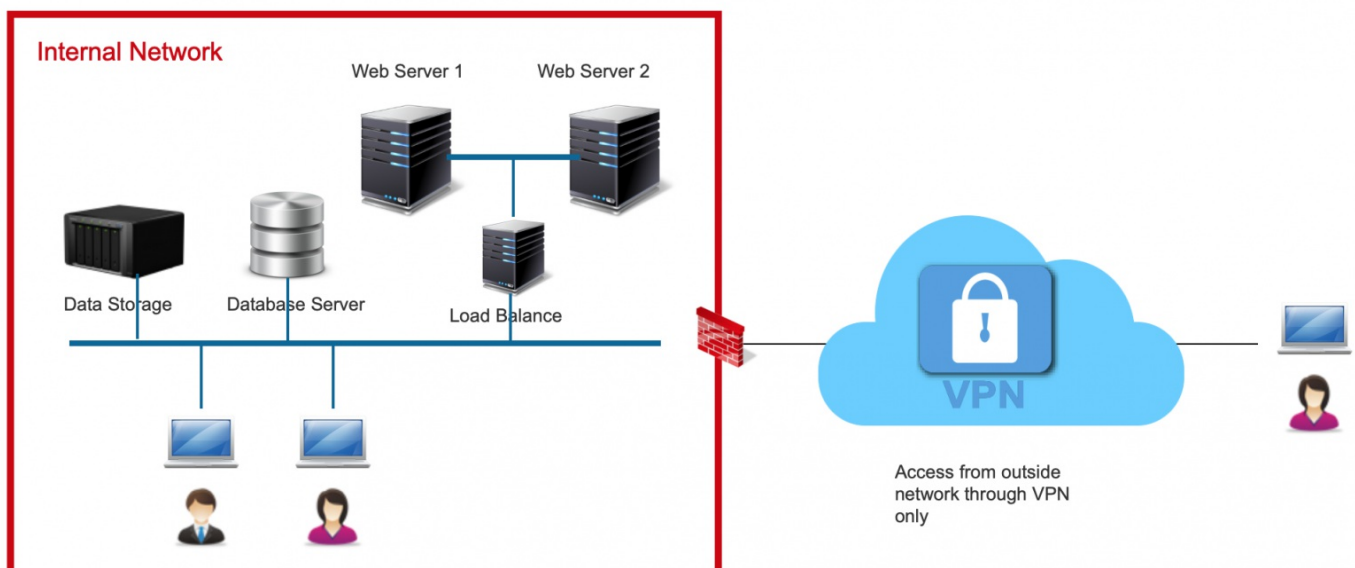 Internal Network
Web Server 1
Web Server 2
Data Storage
Database Server
Load Balance
VPN
Access from outside
network through VPN
only